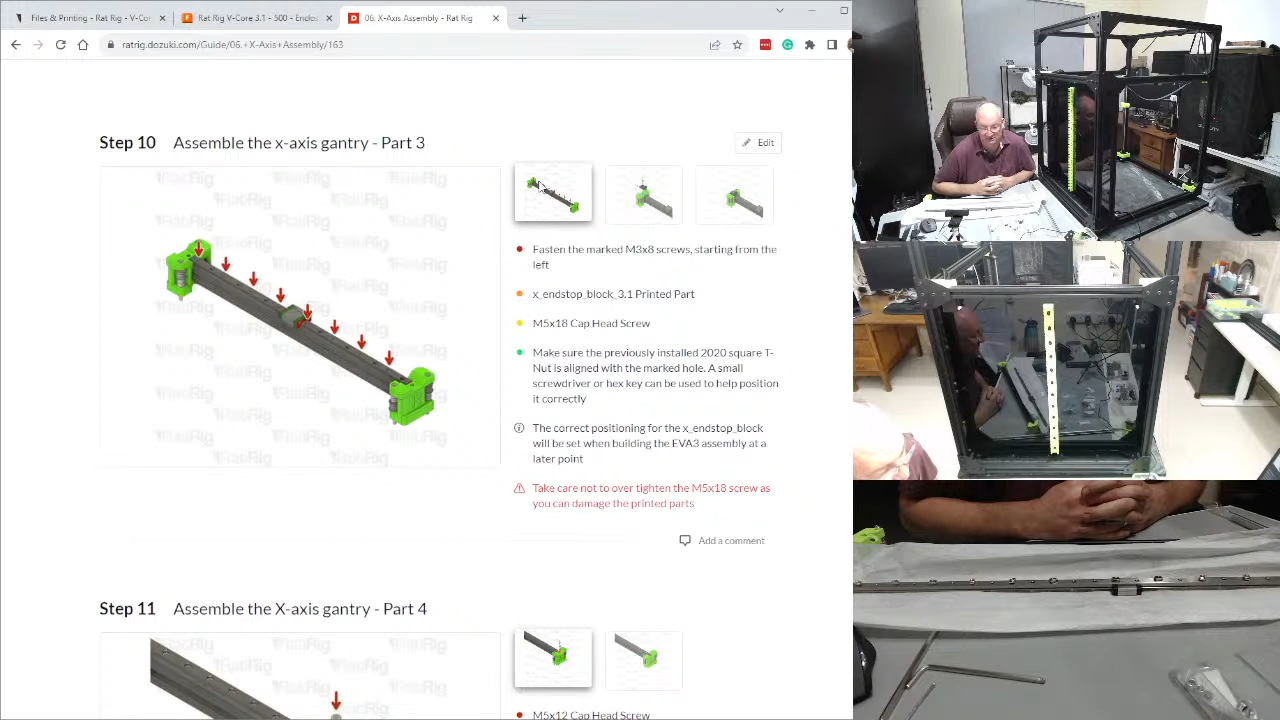 Files & Printing - Rat Rig V-Co
Rat Rig V-Core 3.1 - 500 - Enclos
06. X-Axis Assembly - Rat Rig
ratrig.dozuki.com/Guide/06.+X-Axis+Assembly/163
Step 10 Assemble the x-axis gantry - Part 3
Edit
Fasten the marked M3x8 screws, starting from the
left
x_endstop_block_3.1 Printed Part
M5x18 Cap Head Screw
Make sure the previously installed 2020 square T-
Nut is aligned with the marked hole. A small
screwdriver or hex key can be used to help position
it correctly
The correct positioning for the x_endstop_block
will be set when building the EVA3 assembly at a
later point
Take care not to over tighten the M5x18 screw as
you can damage the printed parts
Add a comment
Step 11 Assemble the X-axis gantry - Part 4
M5x12 Cap Head Screw